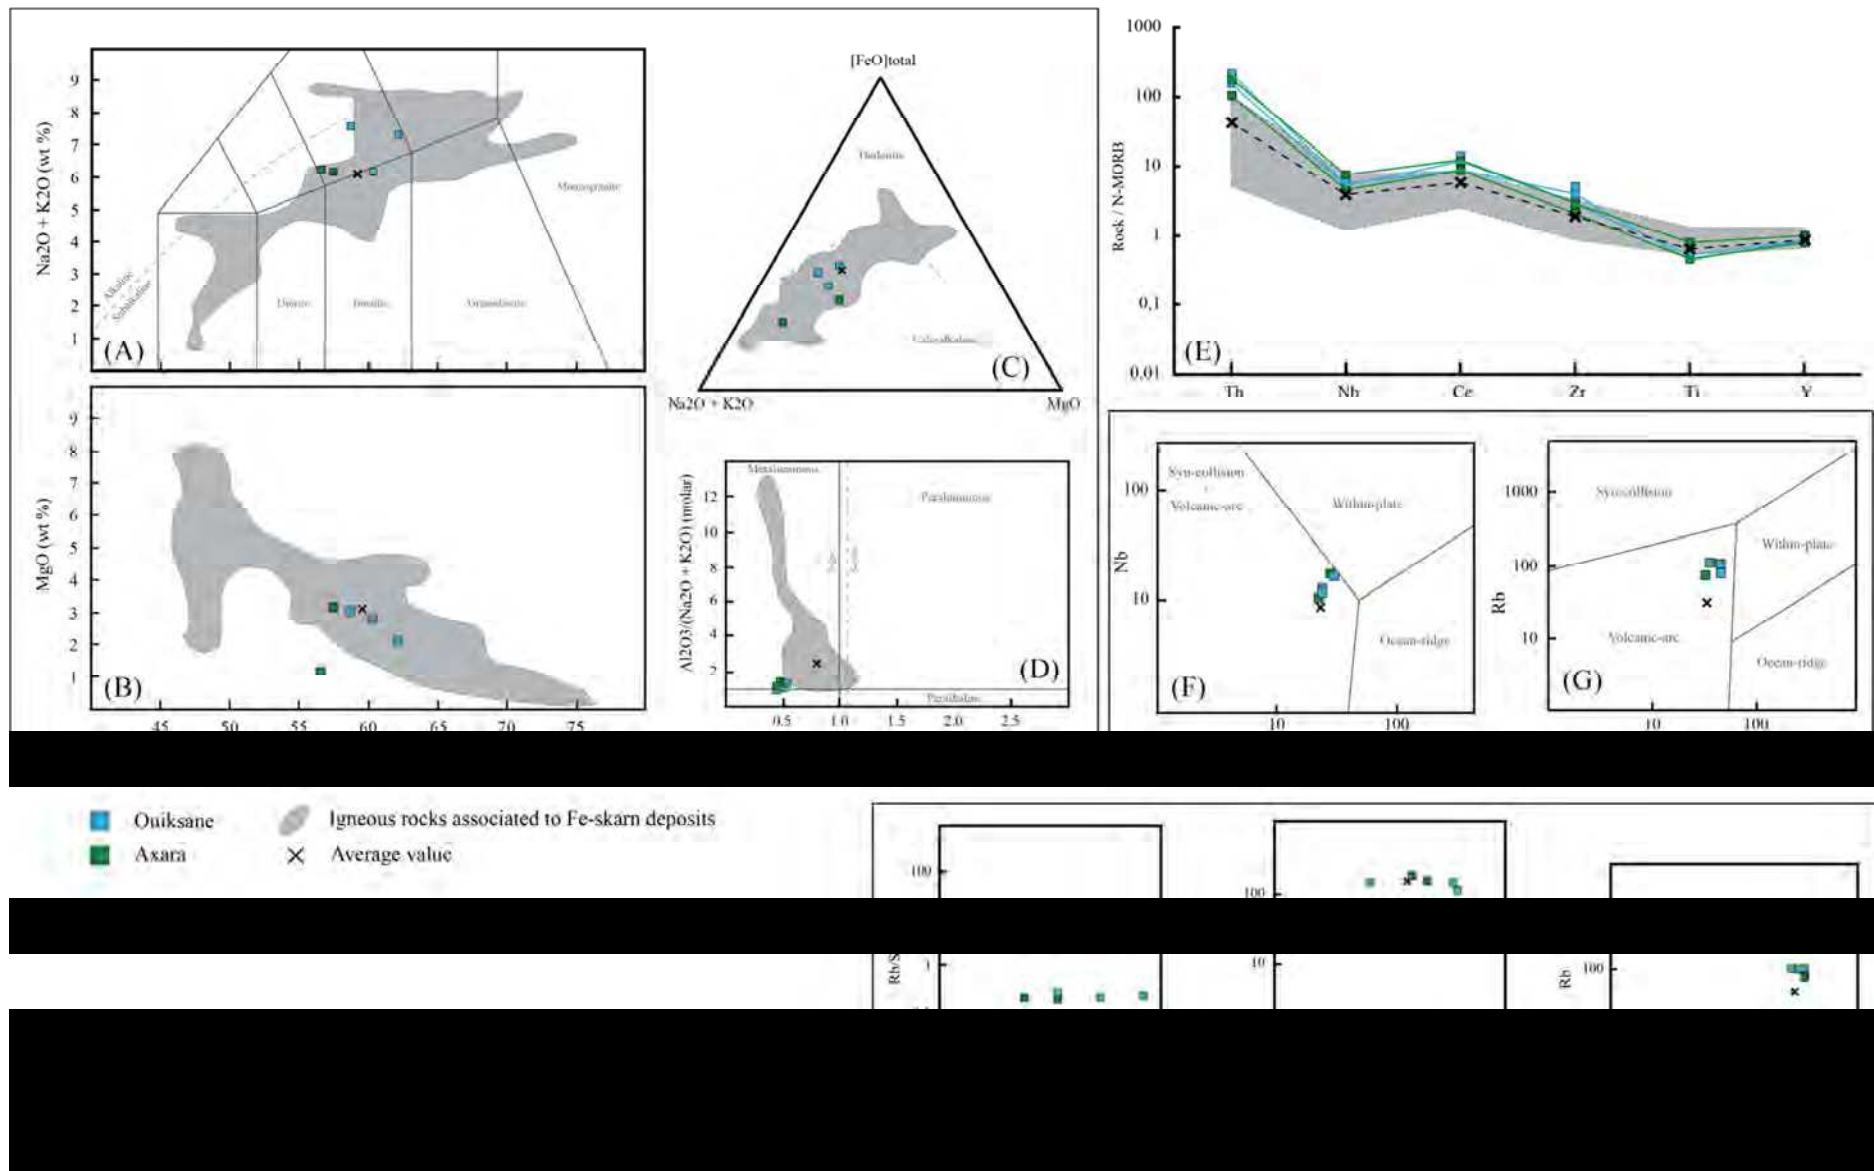 9
8
7
6
5
4
3
2
1
Na2O + K2O (wt %)
Alkaline
Subalkaline
Diorite
Tonalite
Granodiorite
Monzogranite
(A)
9
8
7
6
5
4
3
2
1
MgO (wt %)
(B)
45 50 55 60 65 70 75
[FeO]total
Tholeiitic
Calcoalkaline
(C)
Na2O + K2O MgO
Metaluminous
Peraluminous
12
10
8
6
4
2
Al2O3/(Na2O + K2O) (molar)
(D)
Peralkaline
0.5 1.0 1.5 2.0 2.5
1000
100
10
1
0,1
0.01
Rock / N-MORB
(E)
Th Nb Ce Zr Ti Y
Syn-collision
+
Volcanic-arc
Within-plate
Ocean-ridge
100
10
Nb
(F)
10 100
Syn-collision
Within-plate
Volcanic-arc
Ocean-ridge
1000
100
10
Rb
(G)
10 100
Ouiksane
Axara
Igneous rocks associated to Fe-skarn deposits
Average value
100
1
Rb/S
100
10
Rb
100